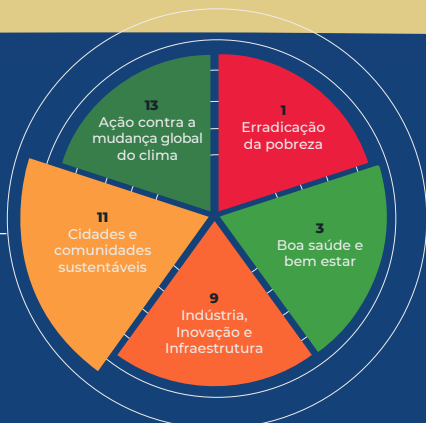 13
Ação contra a
mudança global
do clima
1
Erradicação
da pobreza
3
Boa saúde e
bem estar
9
Indústria,
Inovação e
Infraestrutura
11
Cidades e
comunidades
sustentáveis